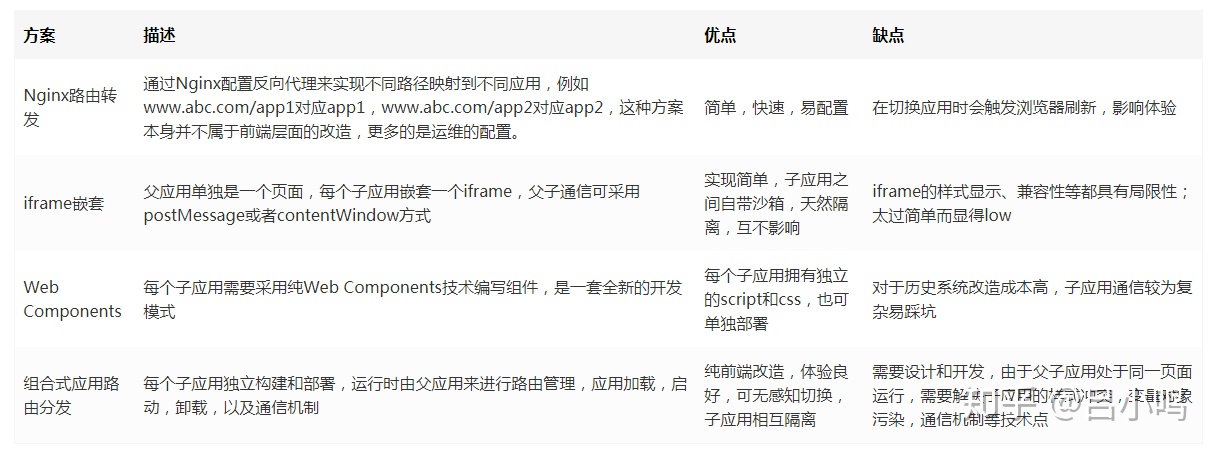 方案 描述 优点 缺点
Nginx路由转
发
通过Nginx配置反向代理来实现不同路径映射到不同应用，例如
www.abc.com/app1对应app1，www.abc.com/app2对应app2，这种方案
本身并不属于前端层面的改造，更多的是运维的配置。
简单，快速，易配置
在切换应用时会触发浏览器刷新，影响体验
iframe嵌套
父应用单独是一个页面，每个子应用嵌套一个iframe，父子通信可采用
postMessage或者contentWindow方式
实现简单，子应用之
间自带沙箱，天然隔
离，互不影响
iframe的样式显示、兼容性等都具有局限性；
太过简单而显得low
Web
Components
每个子应用需要采用纯Web Components技术编写组件，是一套全新的开发
模式
每个子应用拥有独立
的script和css，也可
单独部署
对于历史系统改造成本高，子应用通信较为复
杂易踩坑
组合式应用路
由分发
每个子应用独立构建和部署，运行时由父应用来进行路由管理，应用加载，启
动，卸载，以及通信机制
纯前端改造，体验良
好，可无感知切换，
子应用相互隔离
需要设计和开发，由于父子应用处于同一页面
运行，需要解决子应用的样式冲突，变量对象
污染，通信机制等技术点
知乎 @吕小鸣